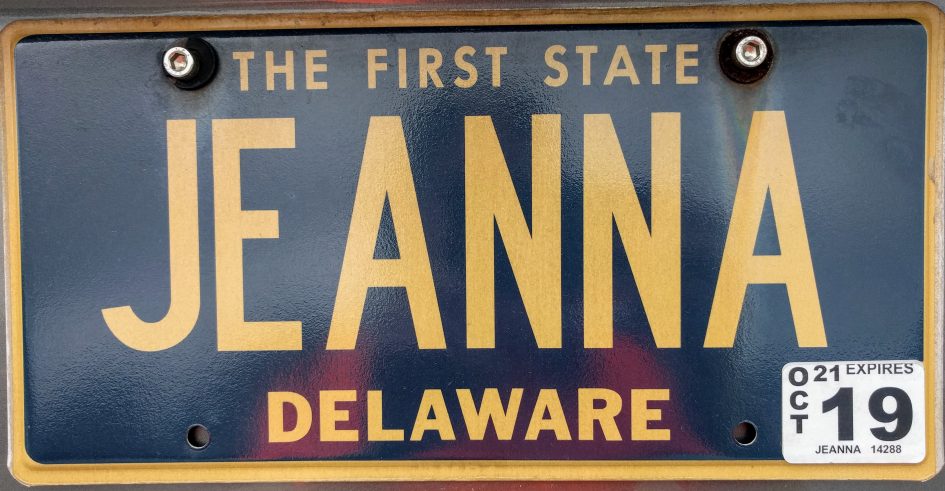 THE FIRST STATE
JEANNA
DELAWARE
OCT
21 EXPIRES
19
JEANNA 14288